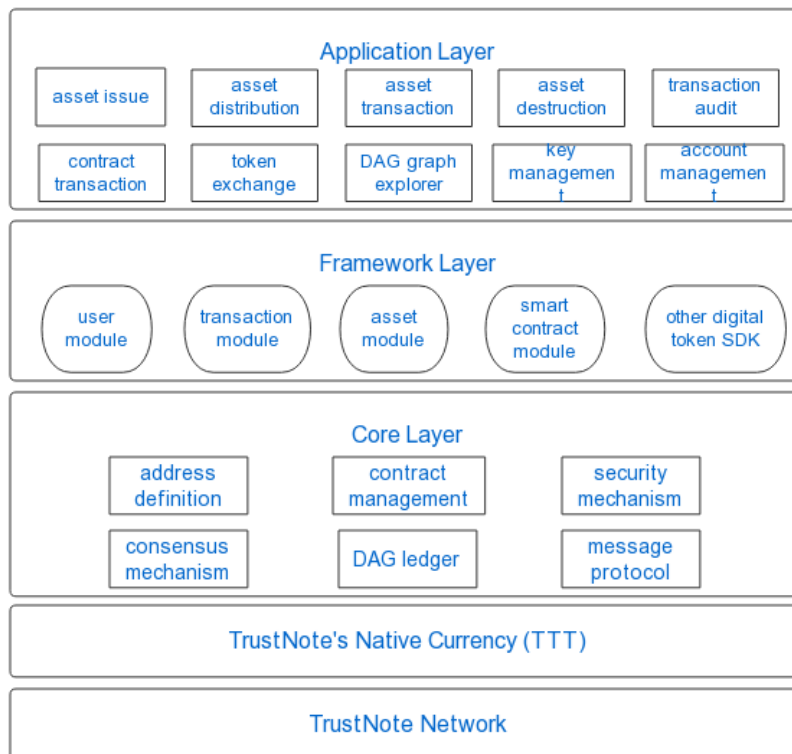 Application Layer
asset issue
asset
distribution
asset
transaction
asset
destruction
transaction
audit
contract
transaction
token
exchange
DAG graph
explorer
key
managemen
t
account
managemen
t
Framework Layer
user
module
transaction
module
asset
module
smart
contract
module
other digital
token SDK
Core Layer
address
definition
contract
management
security
mechanism
consensus
mechanism
DAG ledger
message
protocol
TrustNote's Native Currency (TTT)
TrustNote Network